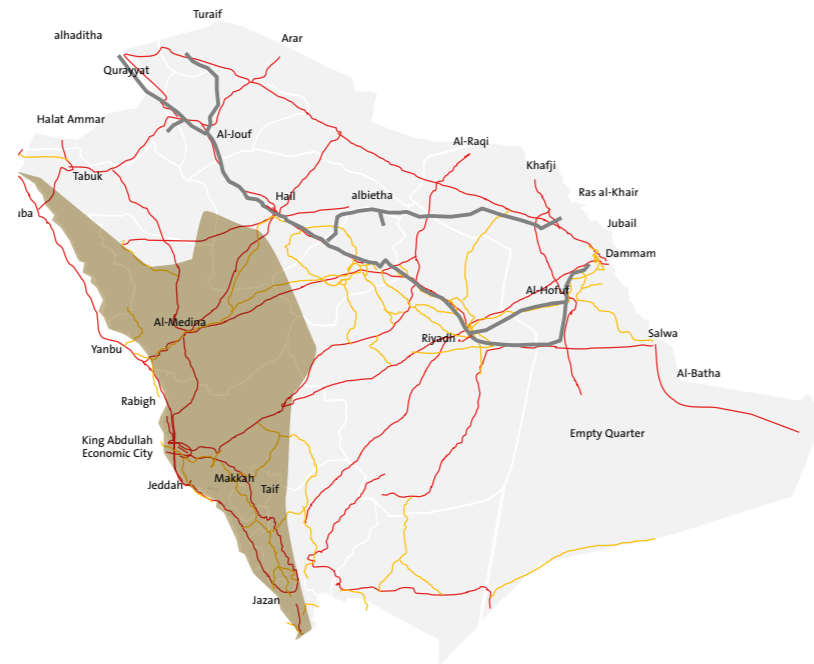 Turaif
alhaditha
Arar
Qurayyat
Halat Ammar
Al-Jouf
Al-Raqi
Khafji
Tabuk
Hail
albietha
Ras al-Khair
uba
Jubail
Dammam
Al-Hofuf
Al-Medina
Riyadh
Salwa
Yanbu
Al-Batha
Rabigh
Empty Quarter
King Abdullah
Economic City
Makkah
Jeddah
Taif
Jazan